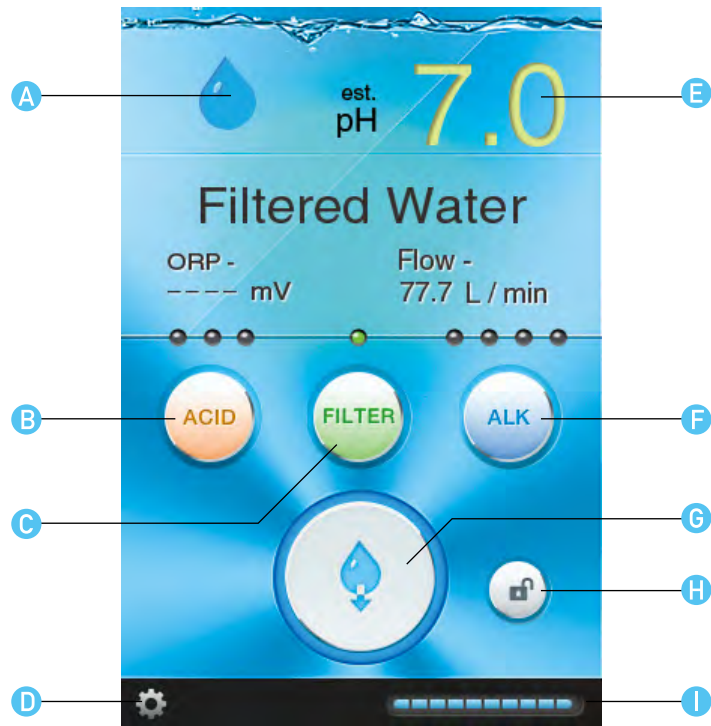 A
est.
pH
7.0
E
Filtered Water
ORP -
---- mV
Flow -
77.7 L / min
B
ACID
FILTER
ALK
F
C
G
H
D
I